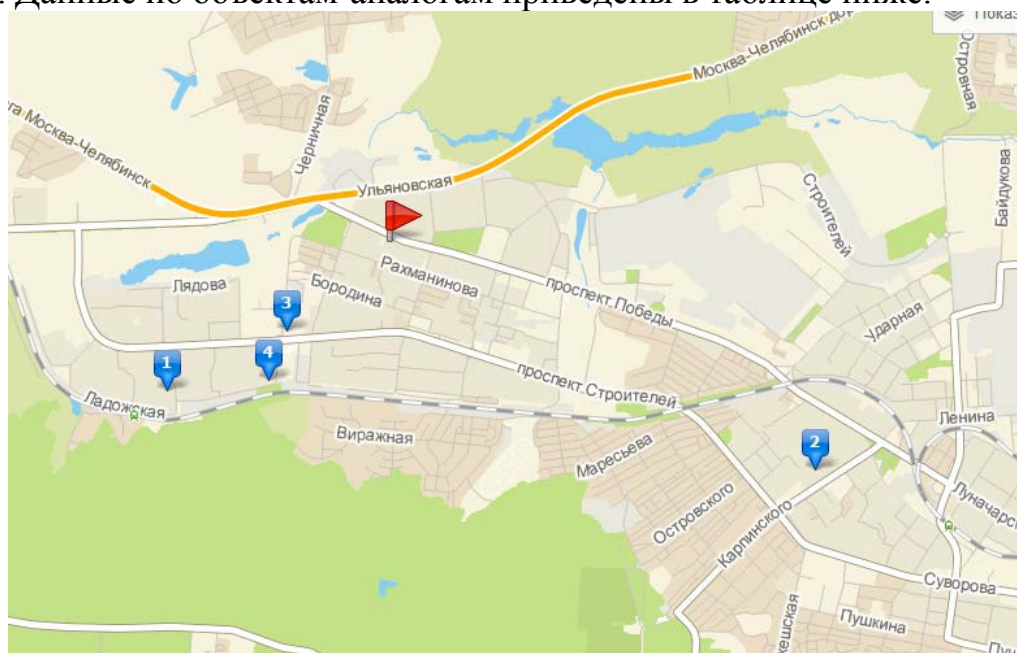 . Данные по объектам-аналогам приведены в таблице ниже.
Показ
Москва-Челябинск дор
Островная
га Москва-Челябинск
Черничная
Ульяновская
Строителей
Байдукова
Рахманинова
Лядова
Бородина
проспект.Победы
3
Ударная
1
4
проспект.Строителей
Ладожская
Ленина
Виражная
Маресьева
2
Островского
Карпинского
Луначарс
Суворова
Пушкина